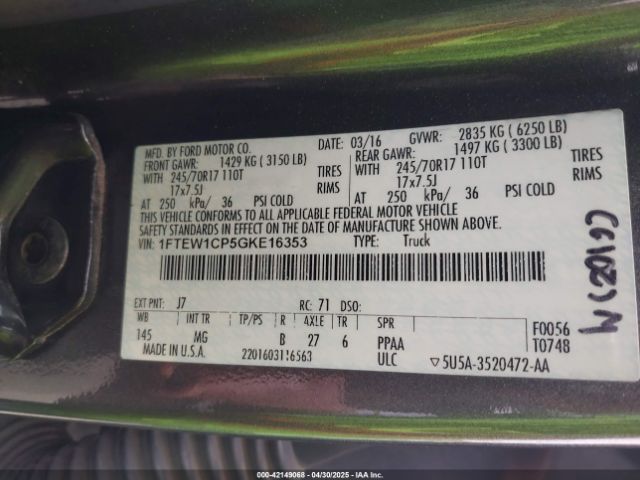 MFD. BY FORD MOTOR CO.
DATE: 03/16 GVWR: 2835 KG ( 6250 LB)
FRONT GAWR: 1429 KG ( 3150 LB) REAR GAWR: 1497 KG ( 3300 LB)
WITH 245/70R17 110T TIRES WITH 245/70R17 110T TIRES
17x7.5J RIMS 17x7.5J RIMS
AT 250 kPa/ 36 PSI COLD AT 250 kPa/ 36 PSI COLD
THIS VEHICLE CONFORMS TO ALL APPLICABLE FEDERAL MOTOR VEHICLE
SAFETY STANDARDS IN EFFECT ON THE DATE OF MANUFACTURE SHOWN ABOVE.
VIN: 1FTEW1CP5GKE16353 TYPE: Truck
EXT PNT: J7 RC: 71 DSO:
WB INT TR TP/PS R AXLE TR SPR F0056
145 MG B 27 6 PPAA T0748
MADE IN U.S.A. ULC ▽5U5A-3520472-AA
000-42149068 - 04/30/2025 - IAA Inc.